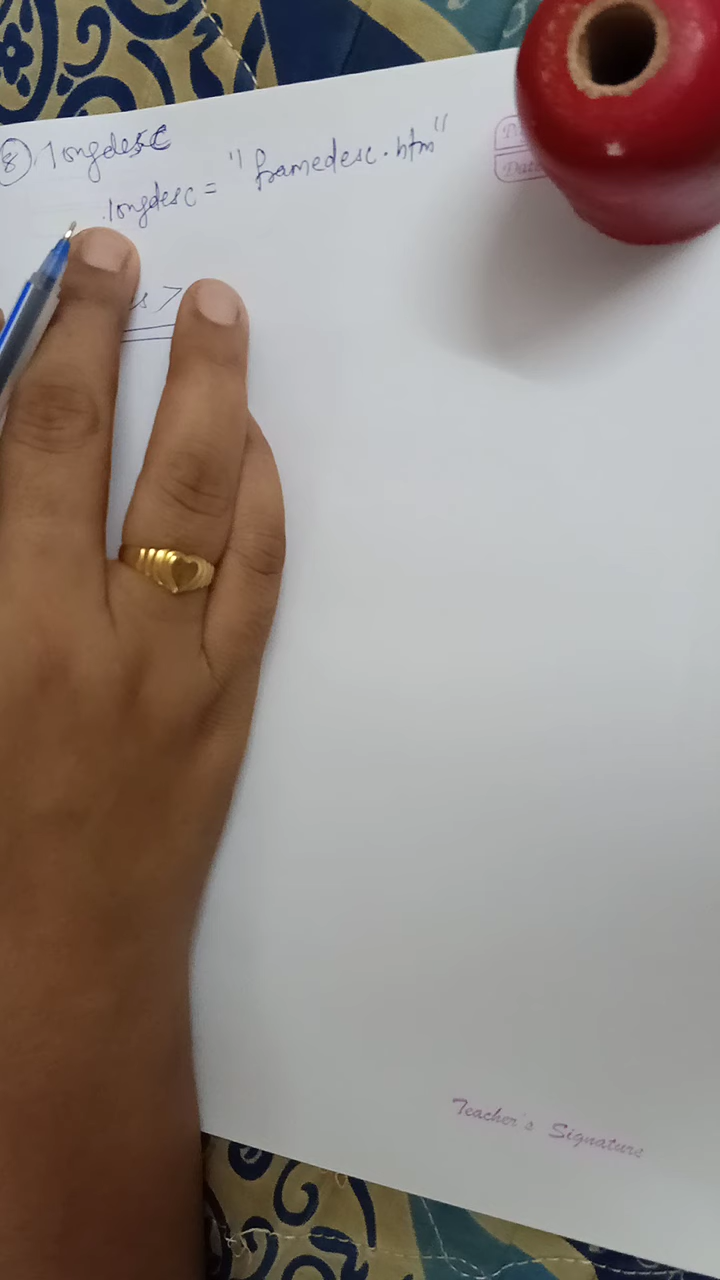 8). longdesc
longdesc = "framedesc.htm"
Teacher's Signature